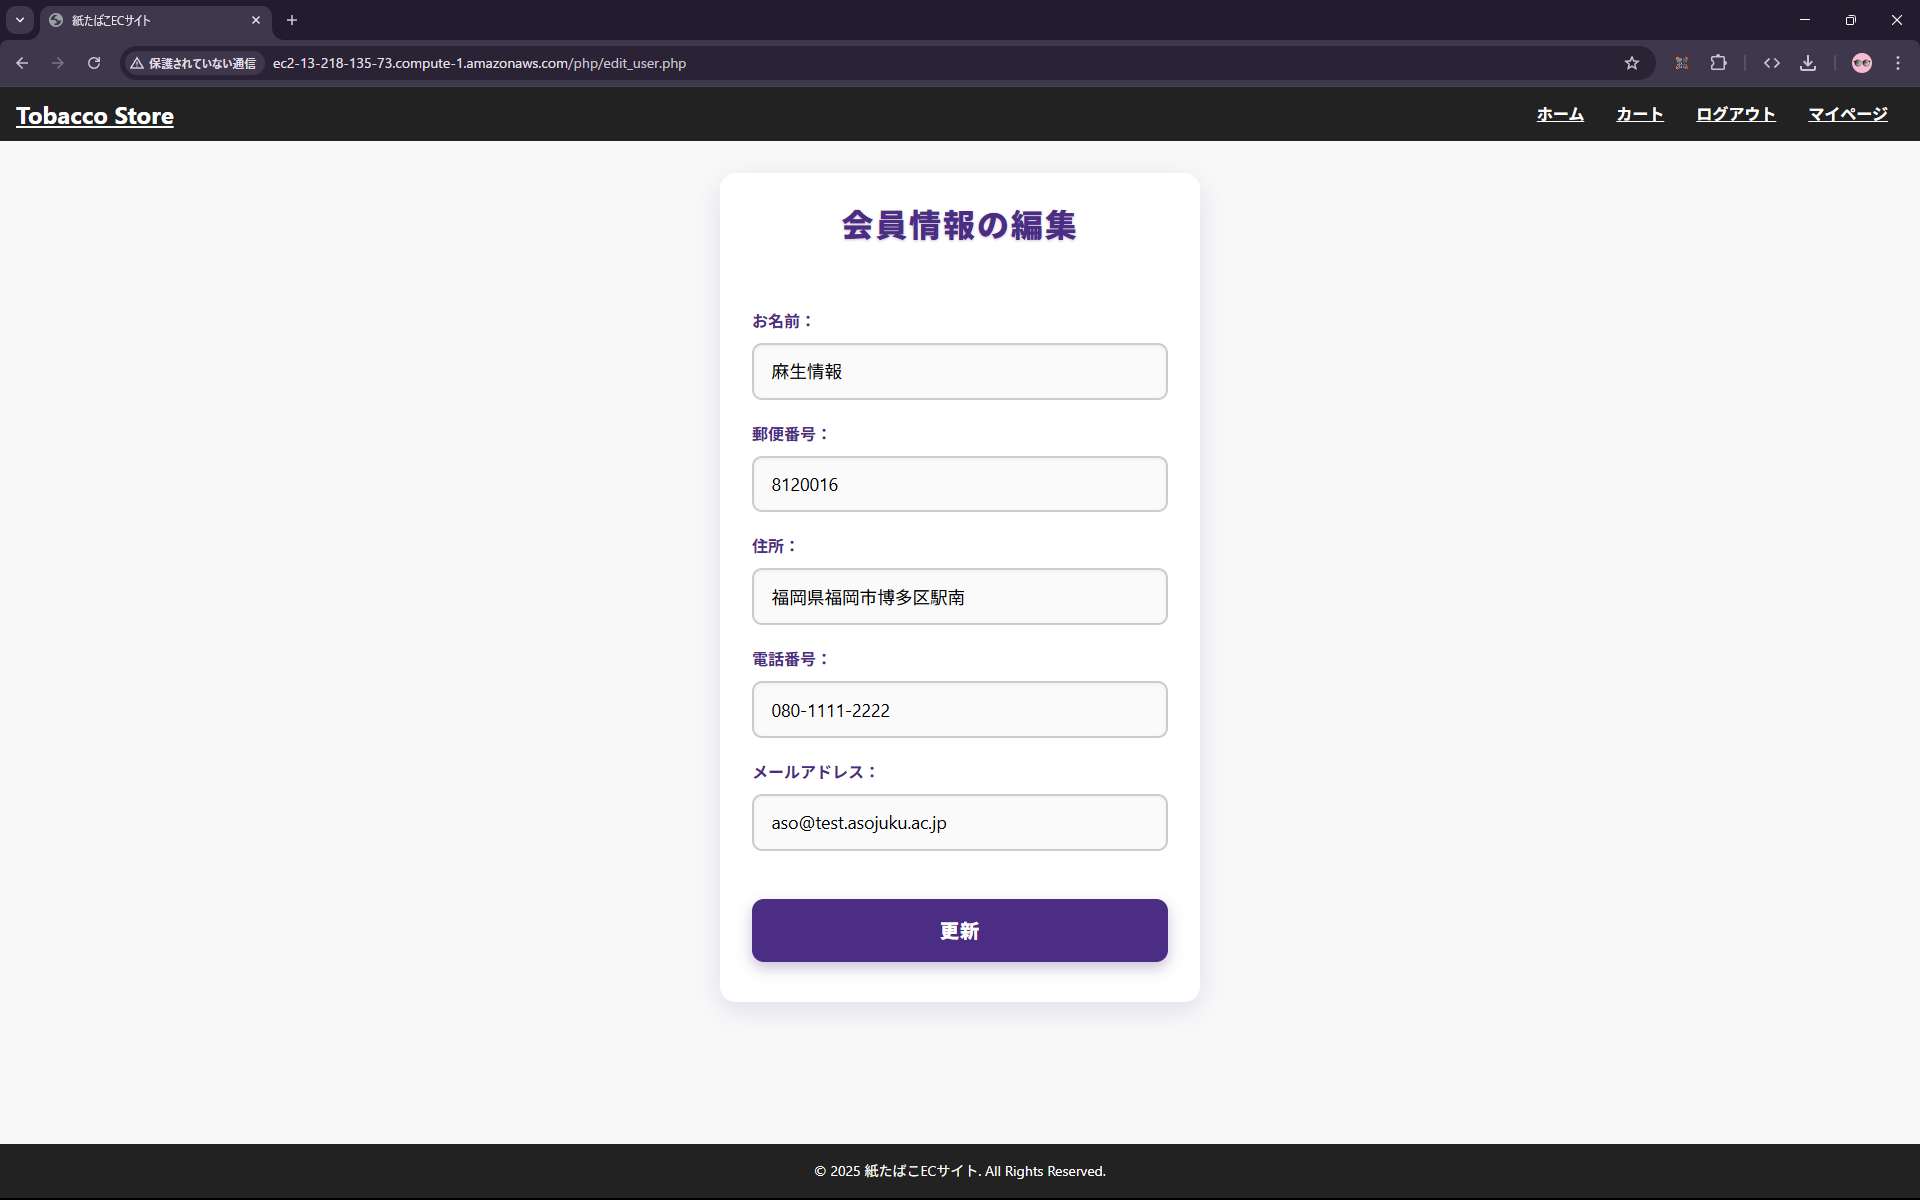 紙たばこECサイト
保護されていない通信
ec2-13-218-135-73.compute-1.amazonaws.com/php/edit_user.php
Tobacco Store
ホーム
カート
ログアウト
マイページ
会員情報の編集
お名前：
麻生情報
郵便番号：
8120016
住所：
福岡県福岡市博多区駅南
電話番号：
080-1111-2222
メールアドレス：
aso@test.asojuku.ac.jp
更新
© 2025 紙たばこECサイト. All Rights Reserved.